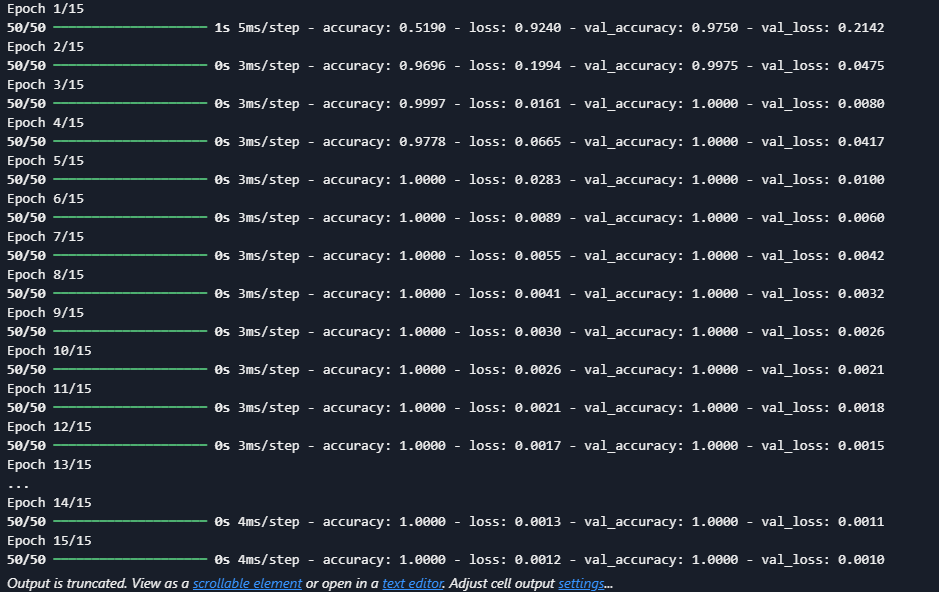 Epoch 1/15
50/50 ━━━━━━━━━━━━━━━━━━━━ 1s 5ms/step - accuracy: 0.5190 - loss: 0.9240 - val_accuracy: 0.9750 - val_loss: 0.2142
Epoch 2/15
50/50 ━━━━━━━━━━━━━━━━━━━━ 0s 3ms/step - accuracy: 0.9696 - loss: 0.1994 - val_accuracy: 0.9975 - val_loss: 0.0475
Epoch 3/15
50/50 ━━━━━━━━━━━━━━━━━━━━ 0s 3ms/step - accuracy: 0.9997 - loss: 0.0161 - val_accuracy: 1.0000 - val_loss: 0.0080
Epoch 4/15
50/50 ━━━━━━━━━━━━━━━━━━━━ 0s 3ms/step - accuracy: 0.9778 - loss: 0.0665 - val_accuracy: 1.0000 - val_loss: 0.0417
Epoch 5/15
50/50 ━━━━━━━━━━━━━━━━━━━━ 0s 3ms/step - accuracy: 1.0000 - loss: 0.0283 - val_accuracy: 1.0000 - val_loss: 0.0100
Epoch 6/15
50/50 ━━━━━━━━━━━━━━━━━━━━ 0s 3ms/step - accuracy: 1.0000 - loss: 0.0089 - val_accuracy: 1.0000 - val_loss: 0.0060
Epoch 7/15
50/50 ━━━━━━━━━━━━━━━━━━━━ 0s 3ms/step - accuracy: 1.0000 - loss: 0.0055 - val_accuracy: 1.0000 - val_loss: 0.0042
Epoch 8/15
50/50 ━━━━━━━━━━━━━━━━━━━━ 0s 3ms/step - accuracy: 1.0000 - loss: 0.0041 - val_accuracy: 1.0000 - val_loss: 0.0032
Epoch 9/15
50/50 ━━━━━━━━━━━━━━━━━━━━ 0s 3ms/step - accuracy: 1.0000 - loss: 0.0030 - val_accuracy: 1.0000 - val_loss: 0.0026
Epoch 10/15
50/50 ━━━━━━━━━━━━━━━━━━━━ 0s 3ms/step - accuracy: 1.0000 - loss: 0.0026 - val_accuracy: 1.0000 - val_loss: 0.0021
Epoch 11/15
50/50 ━━━━━━━━━━━━━━━━━━━━ 0s 3ms/step - accuracy: 1.0000 - loss: 0.0021 - val_accuracy: 1.0000 - val_loss: 0.0018
Epoch 12/15
50/50 ━━━━━━━━━━━━━━━━━━━━ 0s 3ms/step - accuracy: 1.0000 - loss: 0.0017 - val_accuracy: 1.0000 - val_loss: 0.0015
Epoch 13/15
...
Epoch 14/15
50/50 ━━━━━━━━━━━━━━━━━━━━ 0s 4ms/step - accuracy: 1.0000 - loss: 0.0013 - val_accuracy: 1.0000 - val_loss: 0.0011
Epoch 15/15
50/50 ━━━━━━━━━━━━━━━━━━━━ 0s 4ms/step - accuracy: 1.0000 - loss: 0.0012 - val_accuracy: 1.0000 - val_loss: 0.0010
Output is truncated. View as a scrollable element or open in a text editor. Adjust cell output settings...